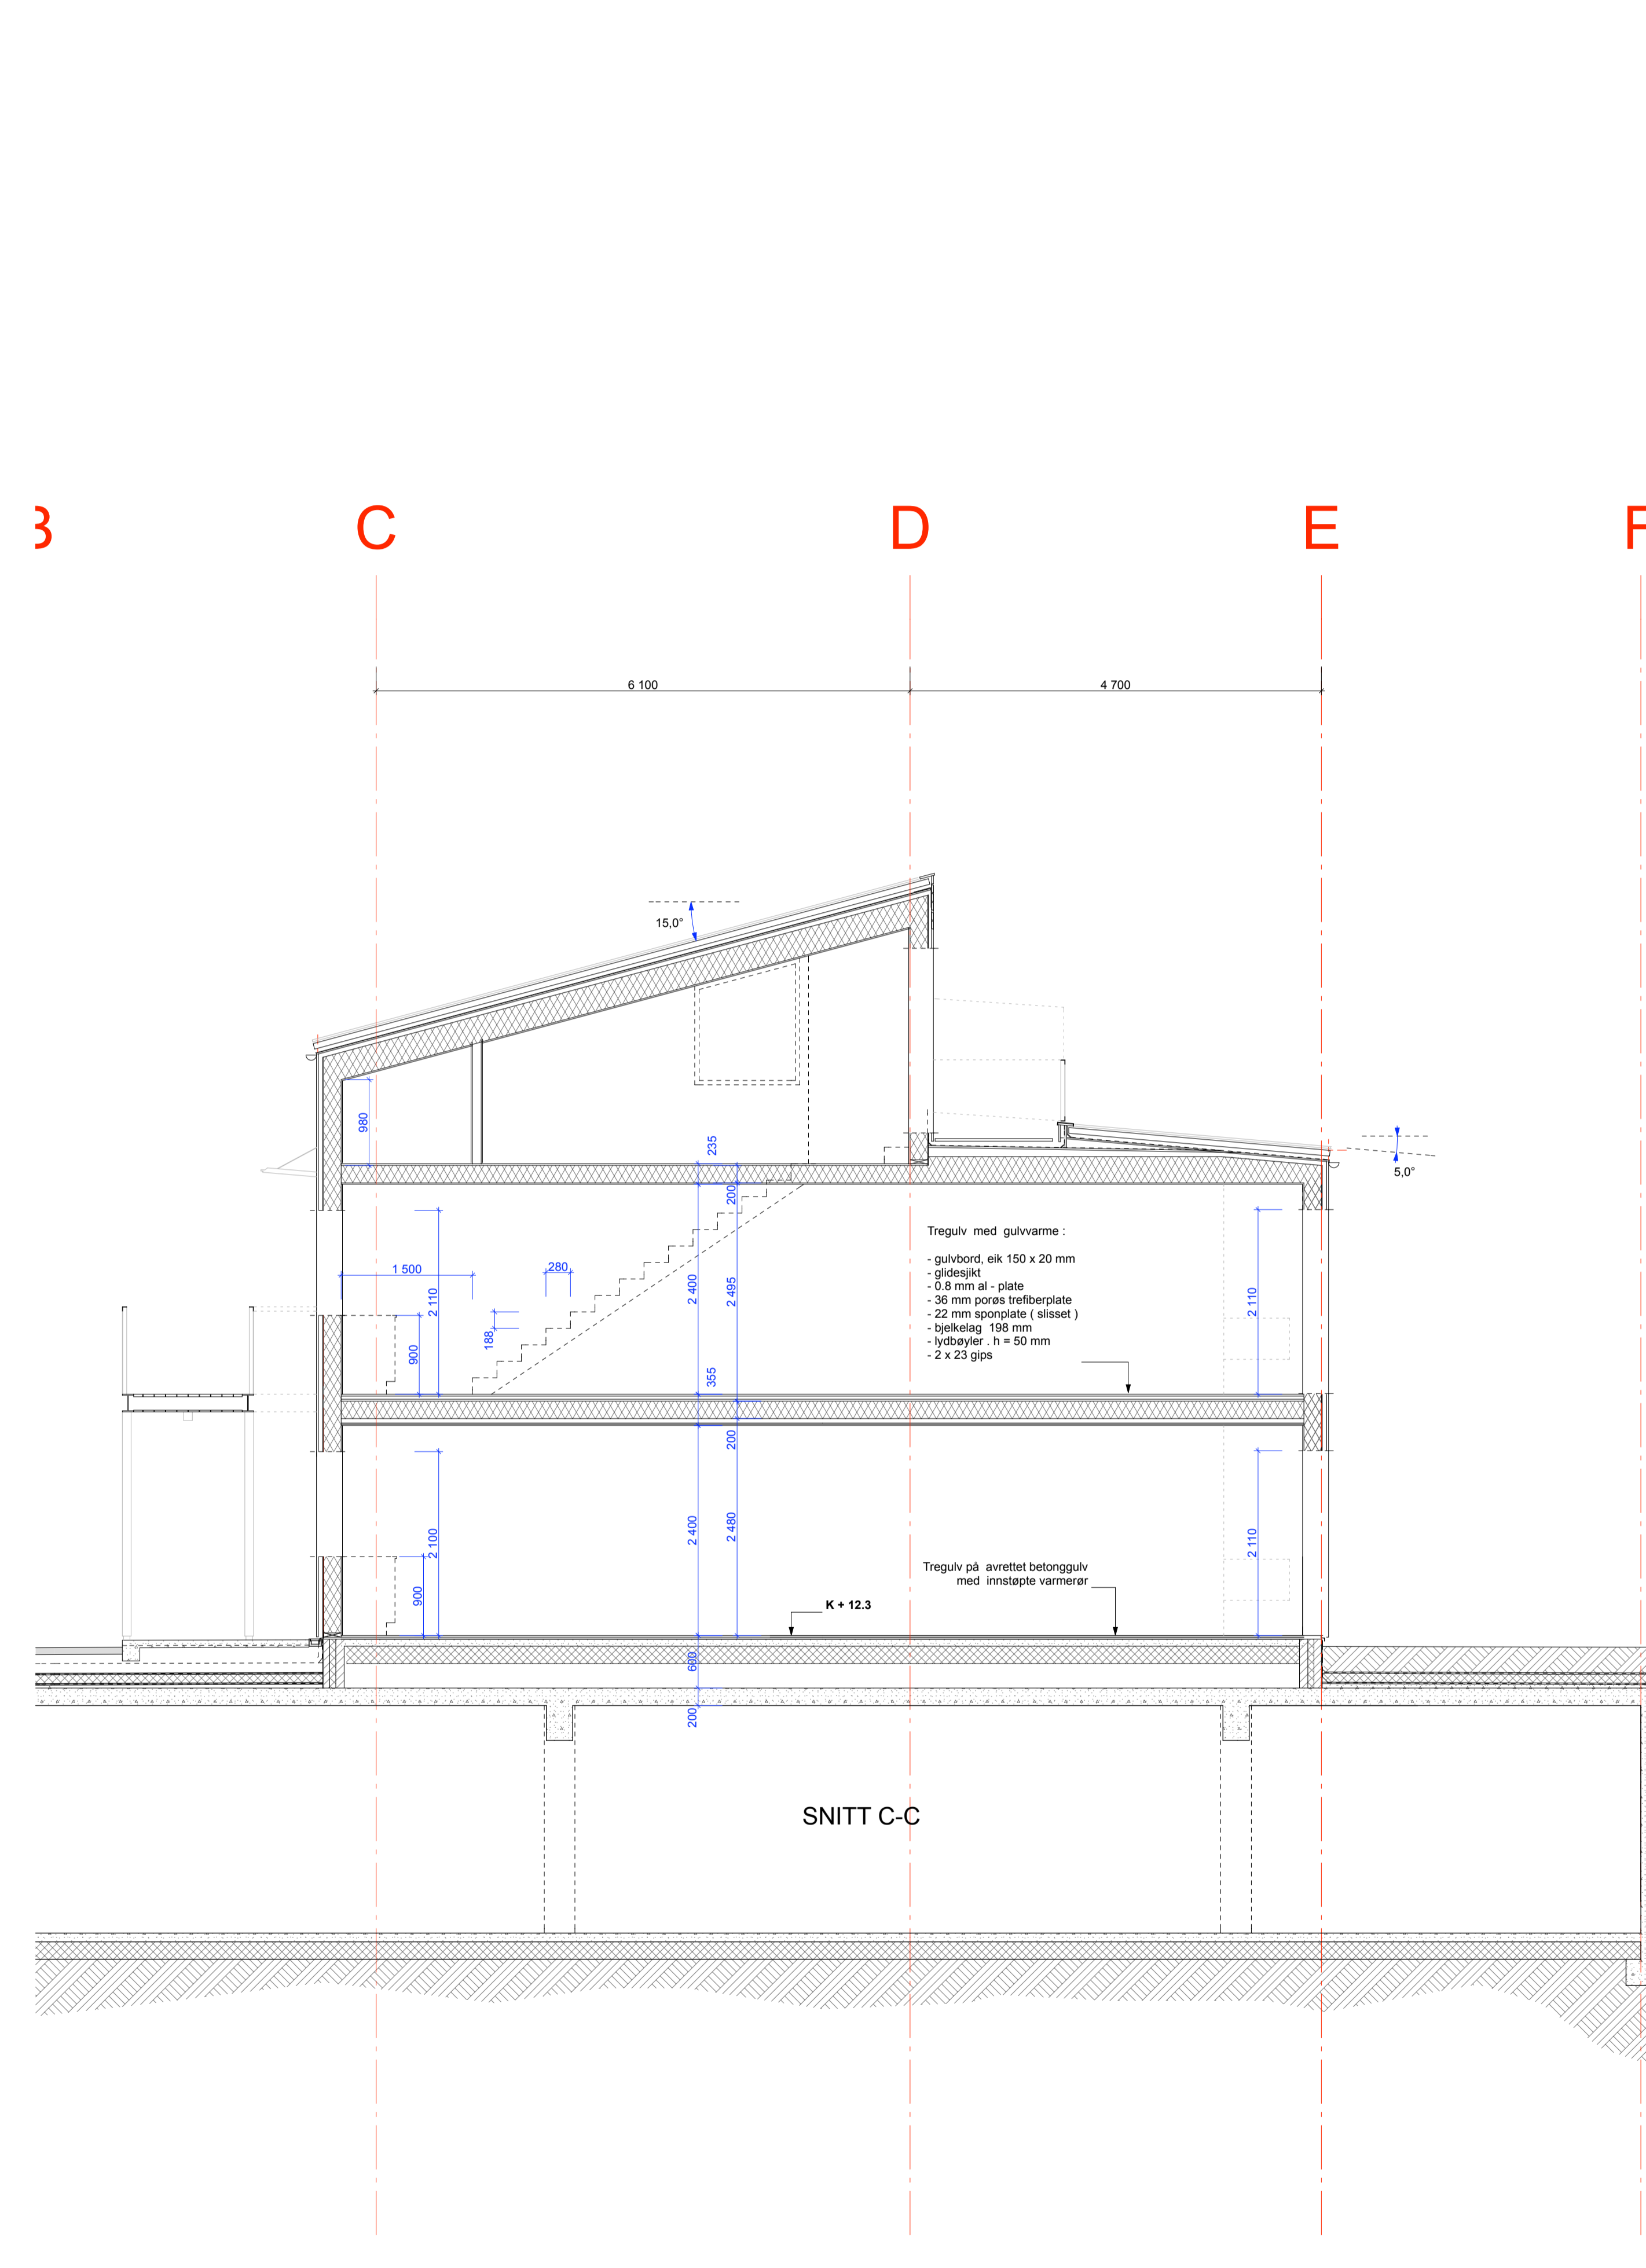 B C D E F
6 100 4 700
15,0°
980
235
5,0°
200
Tregulv med gulvvarme :
- gulvbord, eik 150 x 20 mm
- glidesjikt
- 0.8 mm al - plate
- 36 mm porøs trefiberplate
- 22 mm sponplate ( slisset )
- bjelkelag 198 mm
- lydbøyler . h = 50 mm
- 2 x 23 gips
1 500
280
2 110
2 400
2 495
2 110
188
900
355
200
2 100
2 400
2 480
2 110
Tregulv på avrettet betonggulv
med innstøpte varmerør
900
K + 12.3
600
200
SNITT C-C